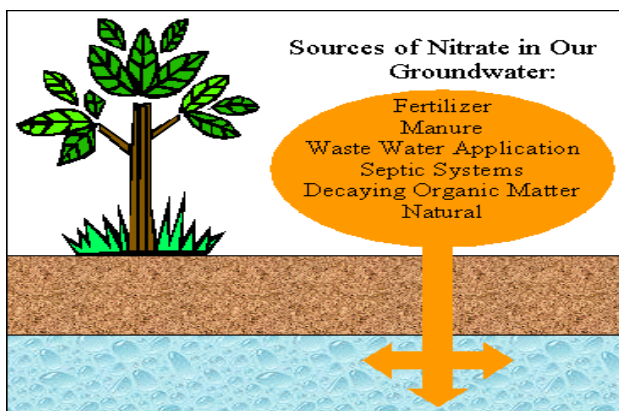 Sources of Nitrate in Our
Groundwater:
Fertilizer
Manure
Waste Water Application
Septic Systems
Decaying Organic Matter
Natural